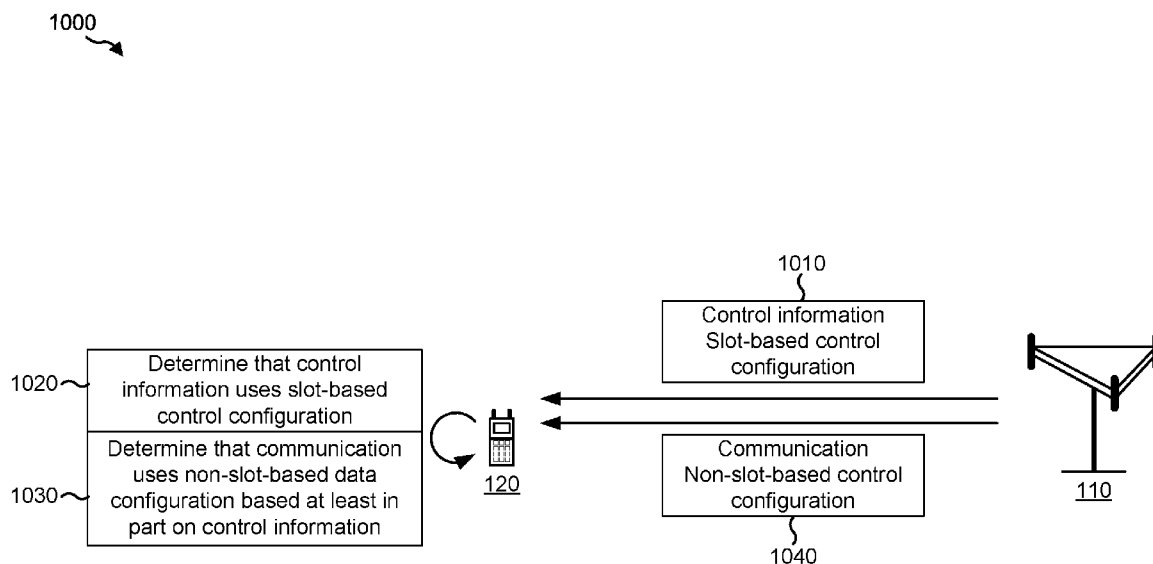 1000
1010
Control information
Slot-based control
configuration
1020
Determine that control
information uses slot-based
control configuration
1030
Determine that communication
uses non-slot-based data
configuration based at least in
part on control information
120
Communication
Non-slot-based control
configuration
1040
110